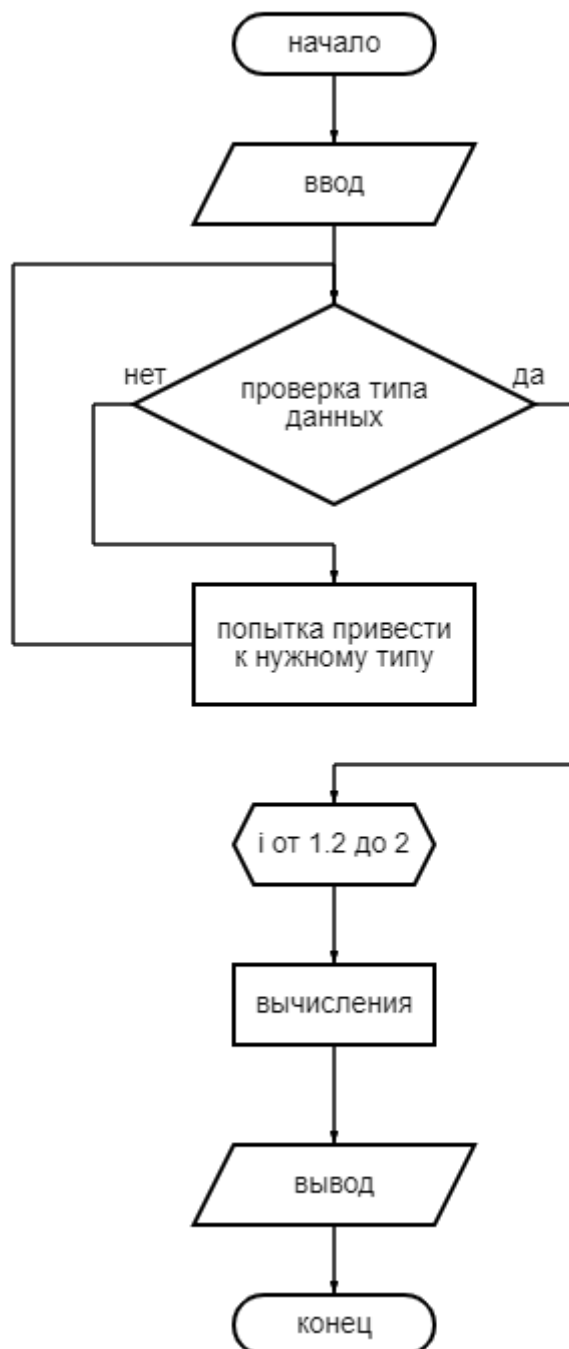 начало
ввод
нет
да
проверка типа
данных
попытка привести
к нужному типу
i от 1.2 до 2
вычисления
вывод
конец